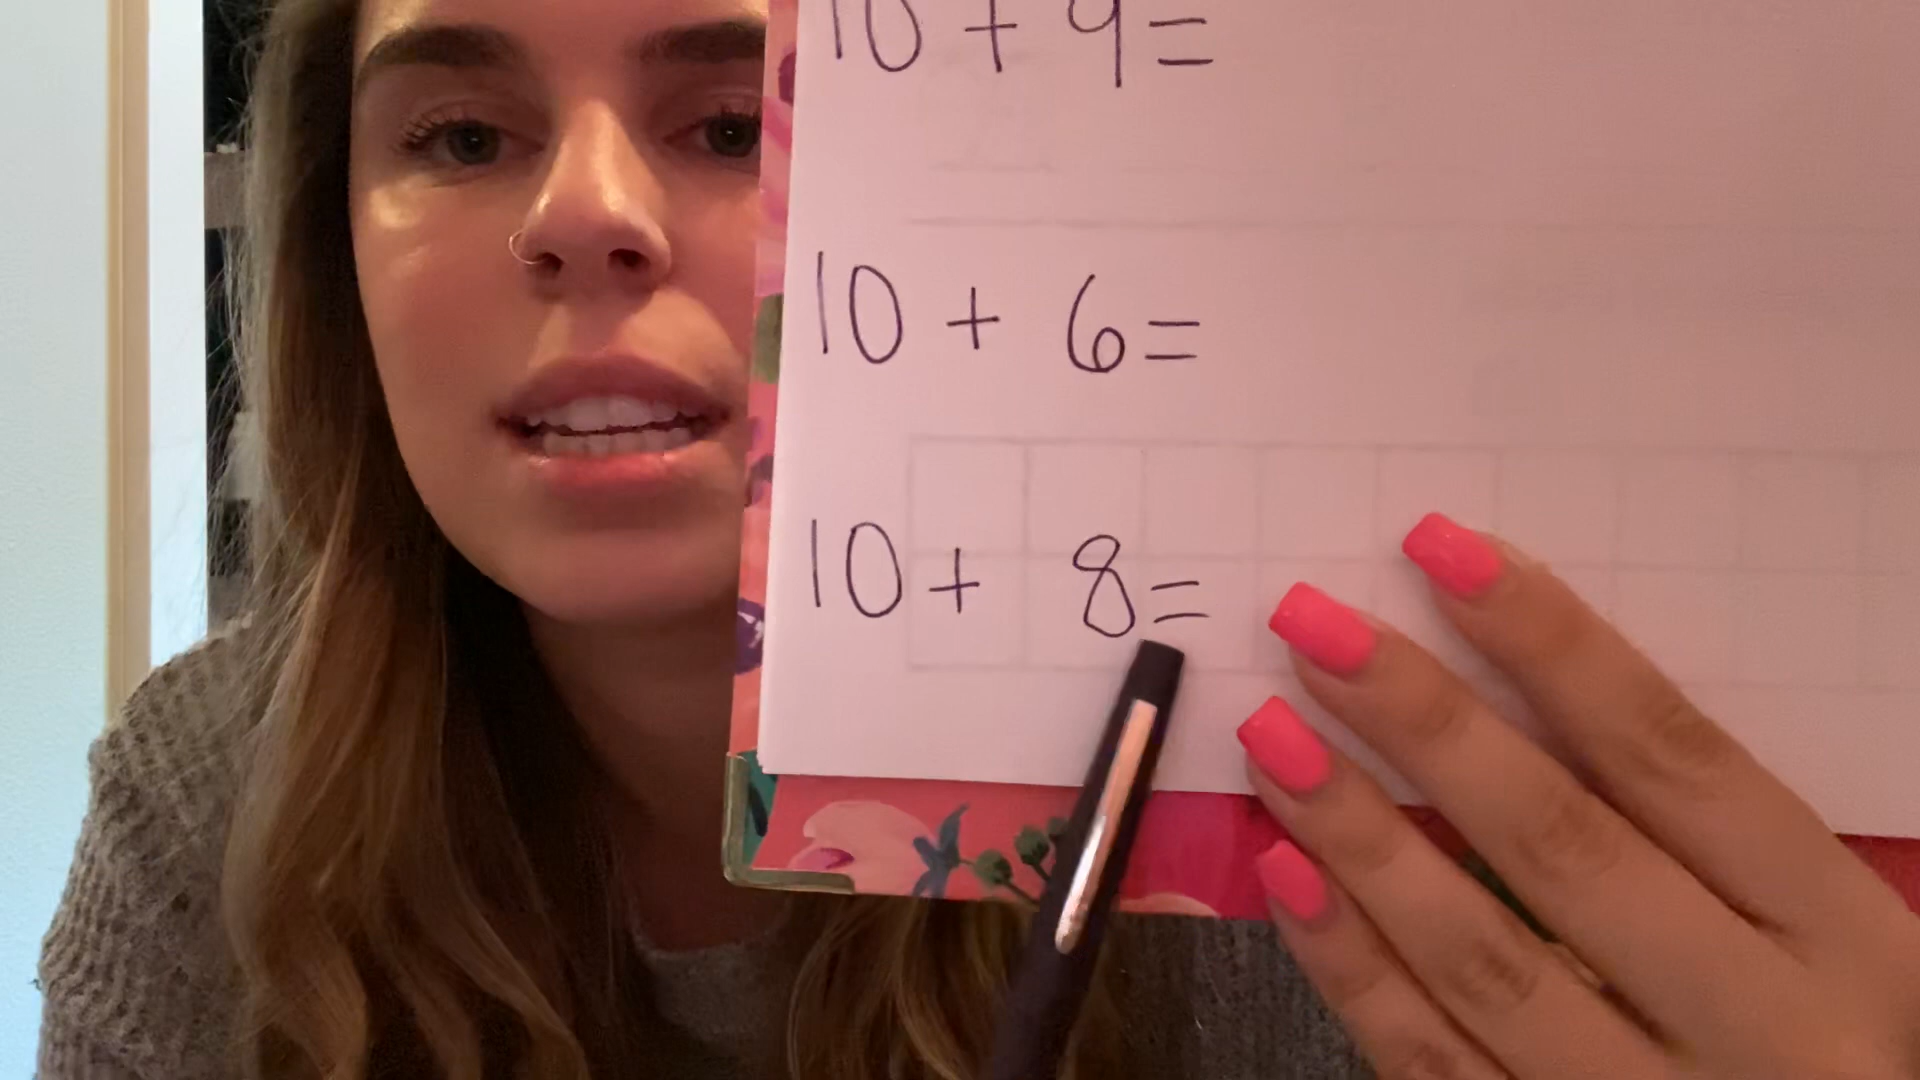 10 + 9 =
10 + 6 =
10 + 8 =